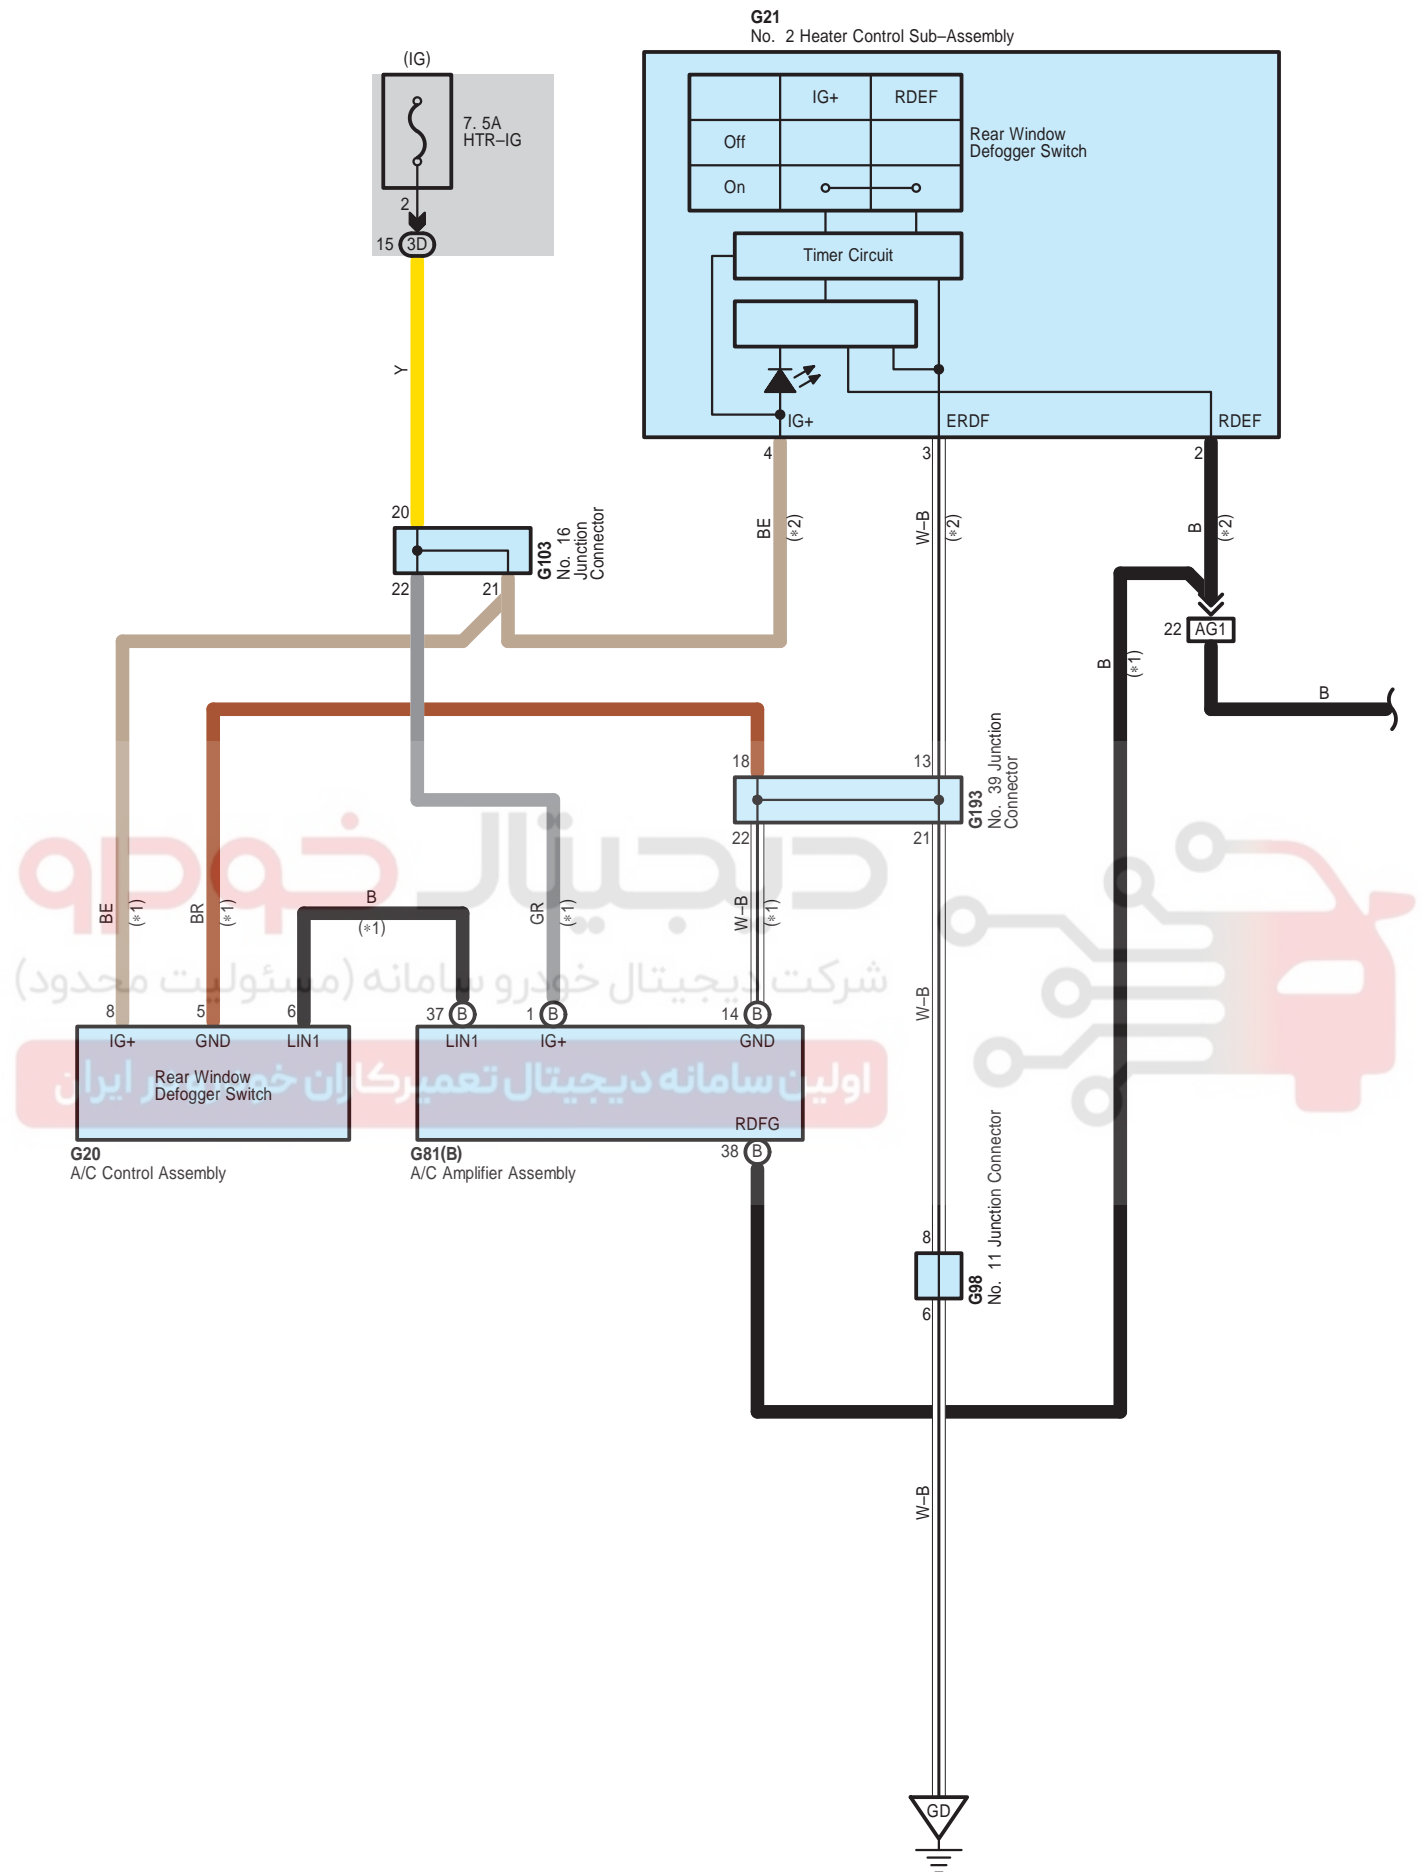 G21
No. 2 Heater Control Sub–Assembly
(IG)
7. 5A
HTR–IG
2
15 3D
IG+ RDEF
Off
On
Rear Window
Defogger Switch
Timer Circuit
IG+ ERDF RDEF
4 3 2
Y
BE
(*2)
W–B
(*2)
B
(*2)
20
22 21
G103
No. 16
Junction
Connector
22 AG1
B
(*1)
B
18 13
22 21
G193
No. 39 Junction
Connector
دیجیتال خودرو
شرکت دیجیتال خودرو سامانه (مسئولیت محدود)
اولین سامانه دیجیتال تعمیرکاران خودرو در ایران
BE
(*1)
BR
(*1)
B
(*1)
GR
(*1)
W–B
(*1)
W–B
8 5 6
37 B 1 B 14 B
IG+ GND LIN1
LIN1 IG+ GND
Rear Window
Defogger Switch
RDFG
38 B
G20
A/C Control Assembly
G81(B)
A/C Amplifier Assembly
8
6
G98
No. 11 Junction Connector
W–B
GD